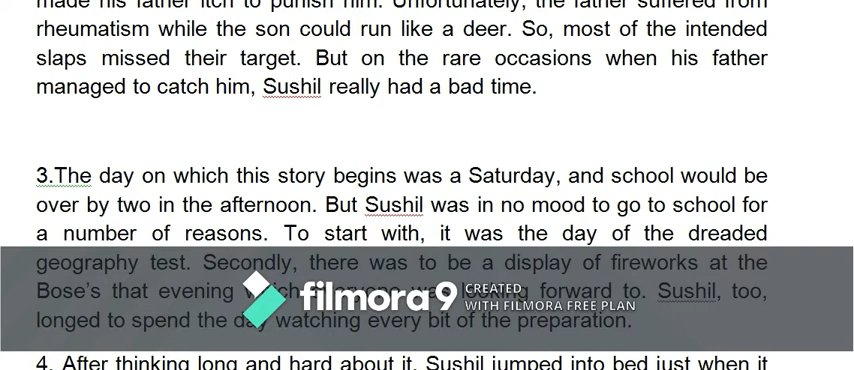 made his father itch to punish him. Unfortunately, the father suffered from
rheumatism while the son could run like a deer. So, most of the intended
slaps missed their target. But on the rare occasions when his father
managed to catch him, Sushil really had a bad time.
3.The day on which this story begins was a Saturday, and school would be
over by two in the afternoon. But Sushil was in no mood to go to school for
a number of reasons. To start with, it was the day of the dreaded
geography test. Secondly, there was to be a display of fireworks at the
Bose's that evening looking forward to. Sushil, too,
filmora9 CREATED
WITH FILMORA FREE PLAN
longed to spend the day watching every bit of the preparation.
4. After thinking long and hard about it, Sushil jumped into bed just when it